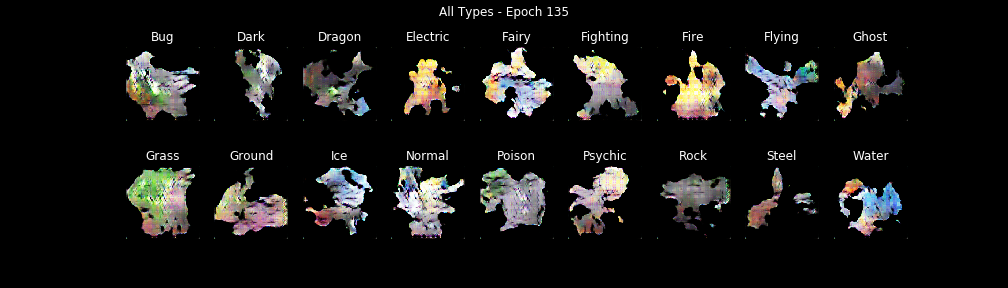 All Types - Epoch 135
Bug Dark Dragon Electric Fairy Fighting Fire Flying Ghost
Grass Ground Ice Normal Poison Psychic Rock Steel Water